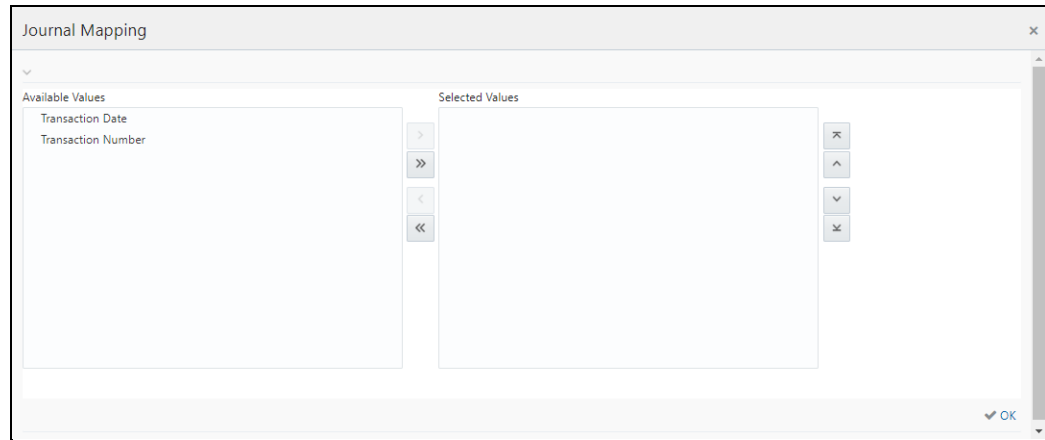 Journal Mapping
Available Values
Selected Values
Transaction Date
Transaction Number
OK